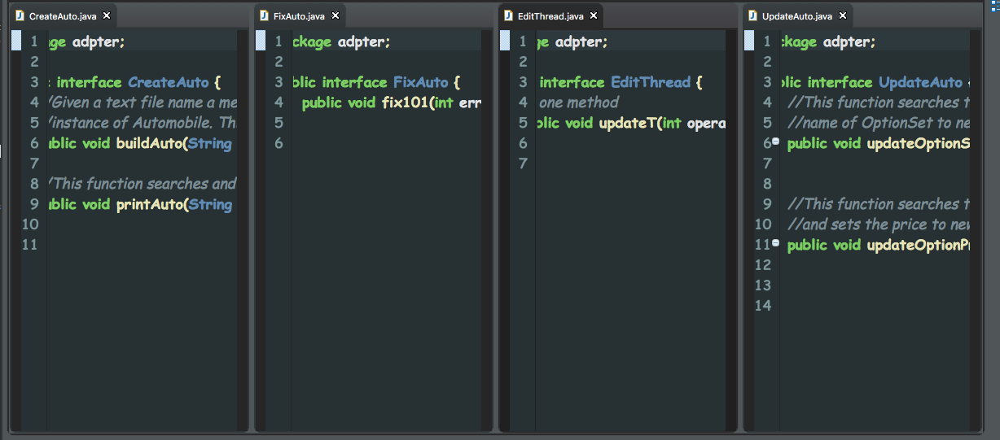 CreateAuto.java
1 ge adpter;
2
3 interface CreateAuto {
4 /Given a text file name a me
5 /instance of Automobile. Th
6 ublic void buildAuto(String
7
8 /This function searches and
9 ublic void printAuto(String
10
11
FixAuto.java
1 ckage adpter;
2
3 blic interface FixAuto {
4 public void fix101(int err
5
6
EditThread.java
1 ge adpter;
2
3 interface EditThread {
4 one method
5 blic void updateT(int opera
6
7
UpdateAuto.java
1 ckage adpter;
2
3 blic interface UpdateAuto {
4 //This function searches t
5 //name of OptionSet to ne
6 public void updateOptionS
7
8
9 //This function searches t
10 //and sets the price to new
11 public void updateOptionPr
12
13
14